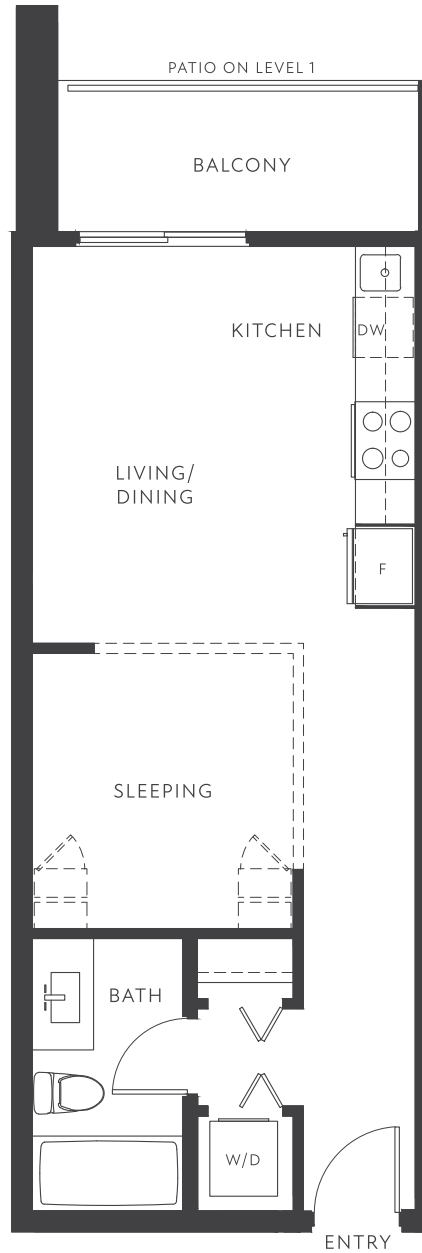 PATIO ON LEVEL 1
BALCONY
KITCHEN
DW
LIVING/
DINING
F
SLEEPING
BATH
W/D
ENTRY